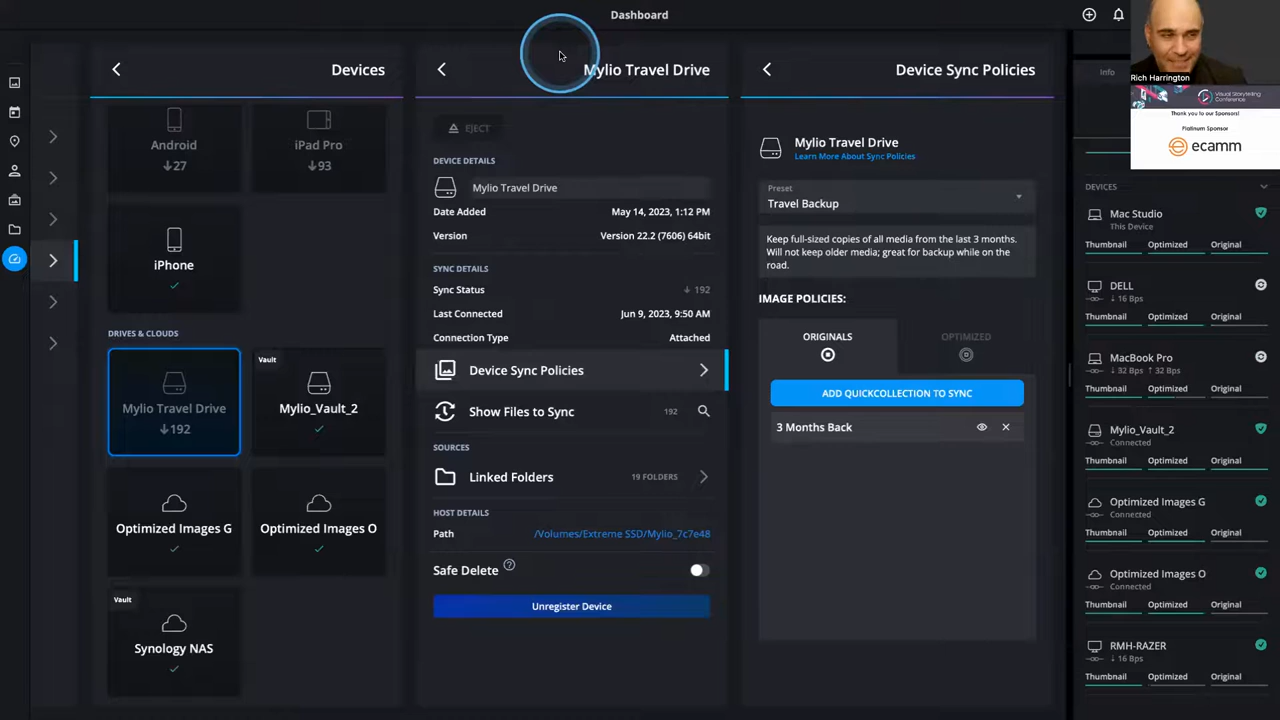 Dashboard
Devices
Android
↓27
iPad Pro
↓93
iPhone
DRIVES & CLOUDS
Mylio Travel Drive
↓192
Vault
Mylio_Vault_2
Optimized Images G
Optimized Images O
Vault
Synology NAS
Mylio Travel Drive
EJECT
DEVICE DETAILS
Mylio Travel Drive
Date Added May 14, 2023, 1:12 PM
Version Version 22.2 (7606) 64bit
SYNC DETAILS
Sync Status ↓ 192
Last Connected Jun 9, 2023, 9:50 AM
Connection Type Attached
Device Sync Policies
Show Files to Sync 192
SOURCES
Linked Folders 19 FOLDERS
HOST DETAILS
Path /Volumes/Extreme SSD/Mylio_7c7e48
Safe Delete ?
Unregister Device
Device Sync Policies
Mylio Travel Drive
Learn More About Sync Policies
Preset
Travel Backup
Keep full-sized copies of all media from the last 3 months.
Will not keep older media; great for backup while on the
road.
IMAGE POLICIES:
ORIGINALS OPTIMIZED
ADD QUICKCOLLECTION TO SYNC
3 Months Back
Info
Rich Harrington
Visual Storytelling
Conference
Thank you to our Sponsors!
Platinum Sponsor
ecamm
DEVICES
Mac Studio
This Device
Thumbnail Optimized Original
DELL
↓ 16 Bps
Thumbnail Optimized Original
MacBook Pro
↓ 32 Bps ↑ 32 Bps
Thumbnail Optimized Original
Mylio_Vault_2
Connected
Thumbnail Optimized Original
Optimized Images G
Connected
Thumbnail Optimized Original
Optimized Images O
Connected
Thumbnail Optimized Original
RMH-RAZER
↓ 16 Bps
Thumbnail Optimized Original